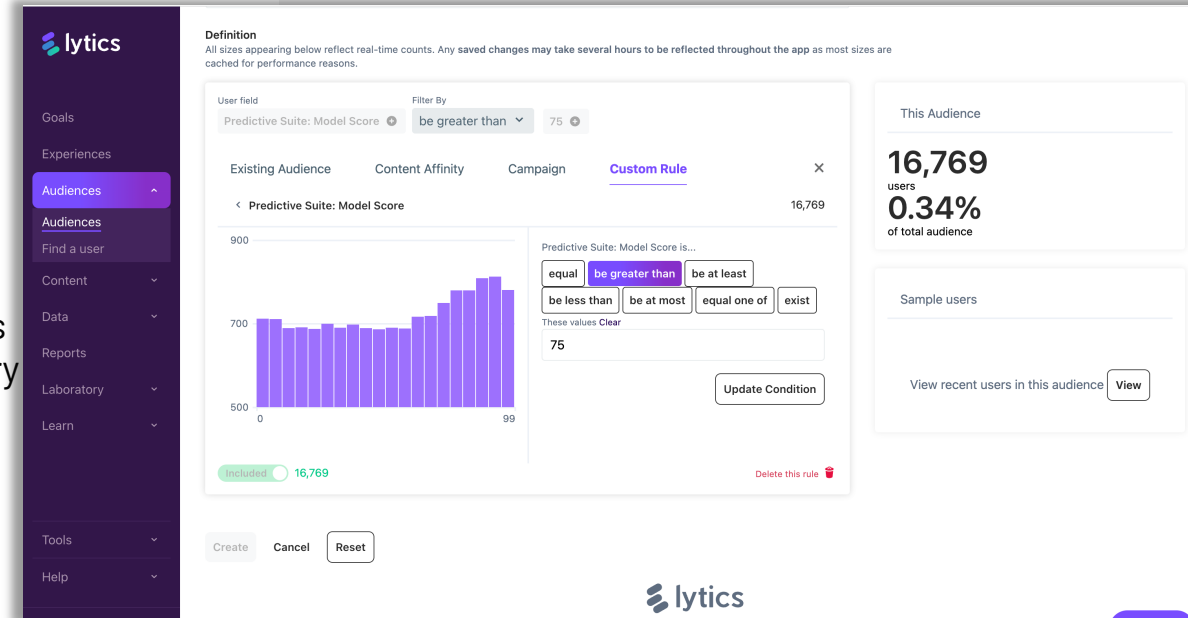 s
ry
lytics
Goals
Experiences
Audiences
Audiences
Find a user
Content
Data
Reports
Laboratory
Learn
Tools
Help
Definition
All sizes appearing below reflect real-time counts. Any saved changes may take several hours to be reflected throughout the app as most sizes are
cached for performance reasons.
User field
Filter By
Predictive Suite: Model Score
be greater than
75
Existing Audience
Content Affinity
Campaign
Custom Rule
Predictive Suite: Model Score
16,769
900
700
500
0
99
Predictive Suite: Model Score is...
equal be greater than be at least
be less than be at most equal one of exist
These values Clear
75
Update Condition
Included 16,769
Delete this rule
Create Cancel Reset
This Audience
16,769
users
0.34%
of total audience
Sample users
View recent users in this audience View
lytics